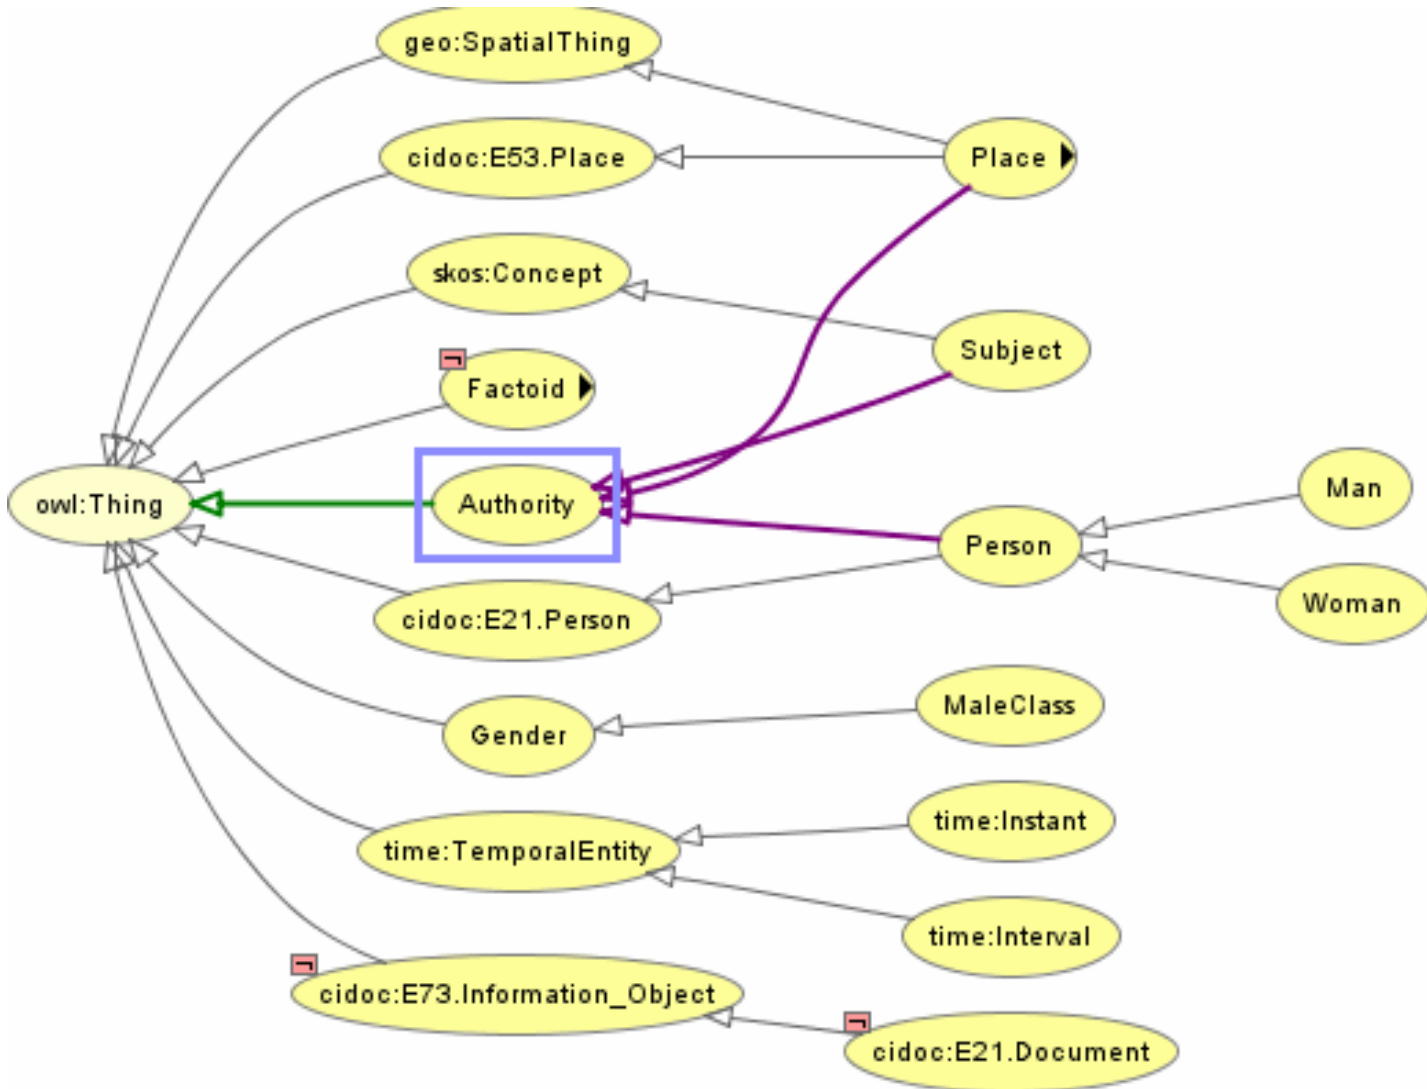 geo:SpatialThing
cidoc:E53.Place
Place
skos:Concept
Subject
¬
Factoid
owl:Thing
Authority
Man
Person
Woman
cidoc:E21.Person
MaleClass
Gender
time:Instant
time:TemporalEntity
time:Interval
¬
cidoc:E73.Information_Object
¬
cidoc:E21.Document